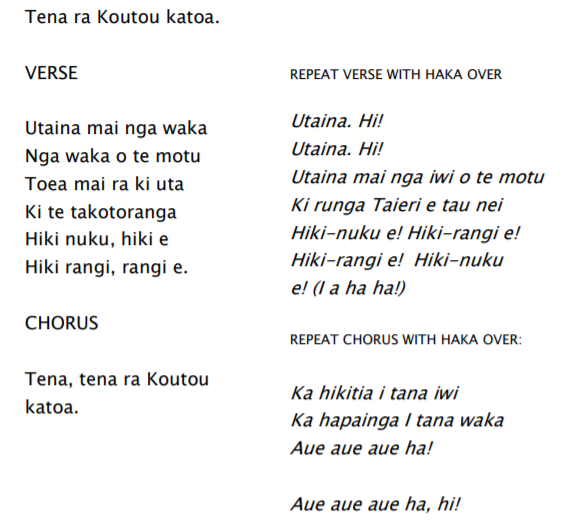 Tena ra Koutou katoa.
VERSE
Utaina mai nga waka
Nga waka o te motu
Toea mai ra ki uta
Ki te takotoranga
Hiki nuku, hiki e
Hiki rangi, rangi e.
CHORUS
Tena, tena ra Koutou
katoa.
REPEAT VERSE WITH HAKA OVER
Utaina. Hi!
Utaina. Hi!
Utaina mai nga iwi o te motu
Ki runga Taieri e tau nei
Hiki-nuku e! Hiki-rangi e!
Hiki-rangi e! Hiki-nuku
e! (I a ha ha!)
REPEAT CHORUS WITH HAKA OVER:
Ka hikitia i tana iwi
Ka hapainga I tana waka
Aue aue aue ha!
Aue aue aue ha, hi!